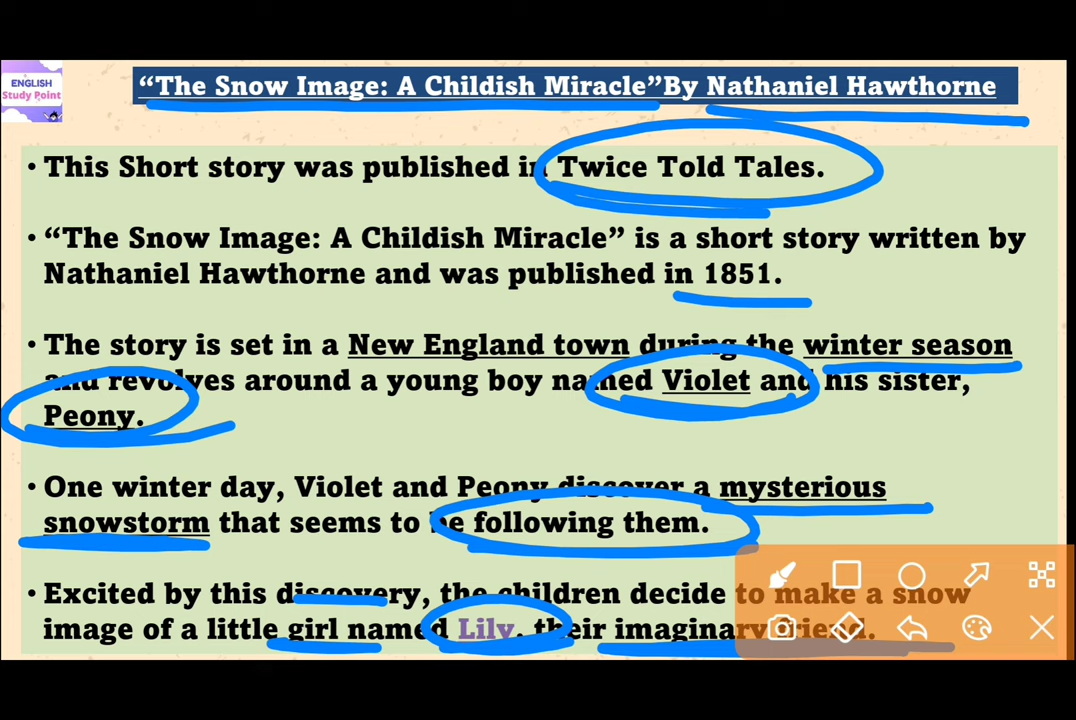 ENGLISH
Study Point
“The Snow Image: A Childish Miracle”By Nathaniel Hawthorne
• This Short story was published in Twice Told Tales.
• “The Snow Image: A Childish Miracle” is a short story written by
Nathaniel Hawthorne and was published in 1851.
• The story is set in a New England town during the winter season
and revolves around a young boy named Violet and his sister,
Peony.
• One winter day, Violet and Peony discover a mysterious
snowstorm that seems to be following them.
• Excited by this discovery, the children decide to make a snow
image of a little girl named Lily, their imaginary friend.